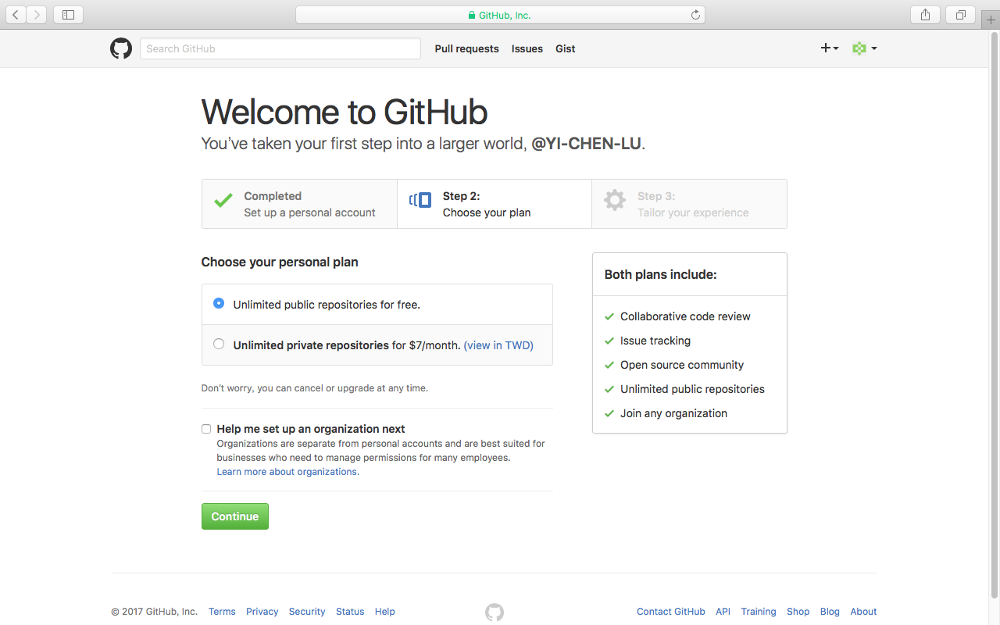 GitHub, Inc.
Search GitHub
Pull requests Issues Gist
Welcome to GitHub
You’ve taken your first step into a larger world, @YI-CHEN-LU.
Completed
Set up a personal account
Step 2:
Choose your plan
Step 3:
Tailor your experience
Choose your personal plan
Unlimited public repositories for free.
Unlimited private repositories for $7/month. (view in TWD)
Don't worry, you can cancel or upgrade at any time.
Help me set up an organization next
Organizations are separate from personal accounts and are best suited for
businesses who need to manage permissions for many employees.
Learn more about organizations.
Continue
Both plans include:
Collaborative code review
Issue tracking
Open source community
Unlimited public repositories
Join any organization
© 2017 GitHub, Inc. Terms Privacy Security Status Help
Contact GitHub API Training Shop Blog About